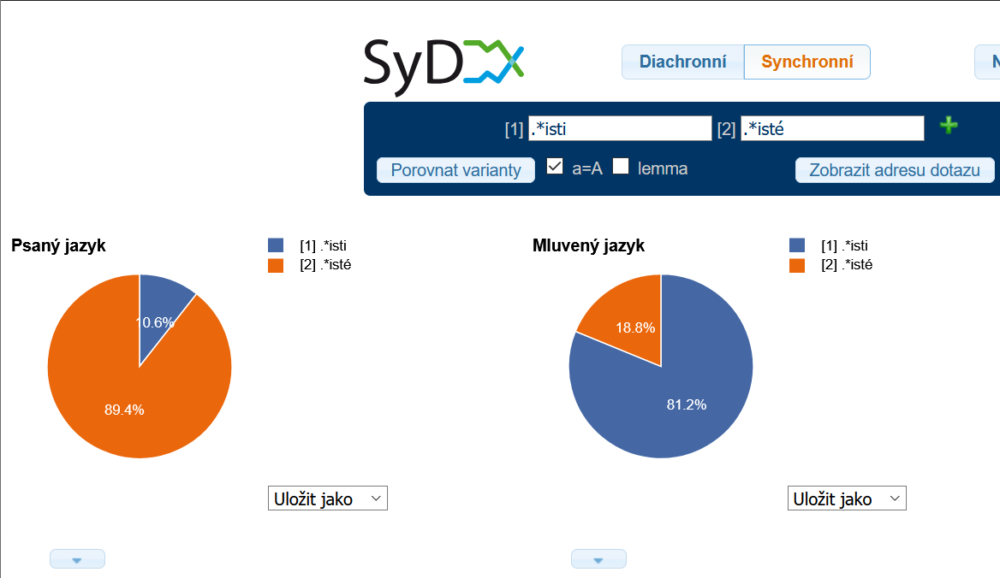 SyD
Diachronní Synchronní N
[1] .*isti [2] .*isté
Porovnat varianty a=A lemma Zobrazit adresu dotazu
Psaný jazyk
[1] .*isti
[2] .*isté
10.6%
89.4%
Uložit jako
Mluvený jazyk
[1] .*isti
[2] .*isté
18.8%
81.2%
Uložit jako